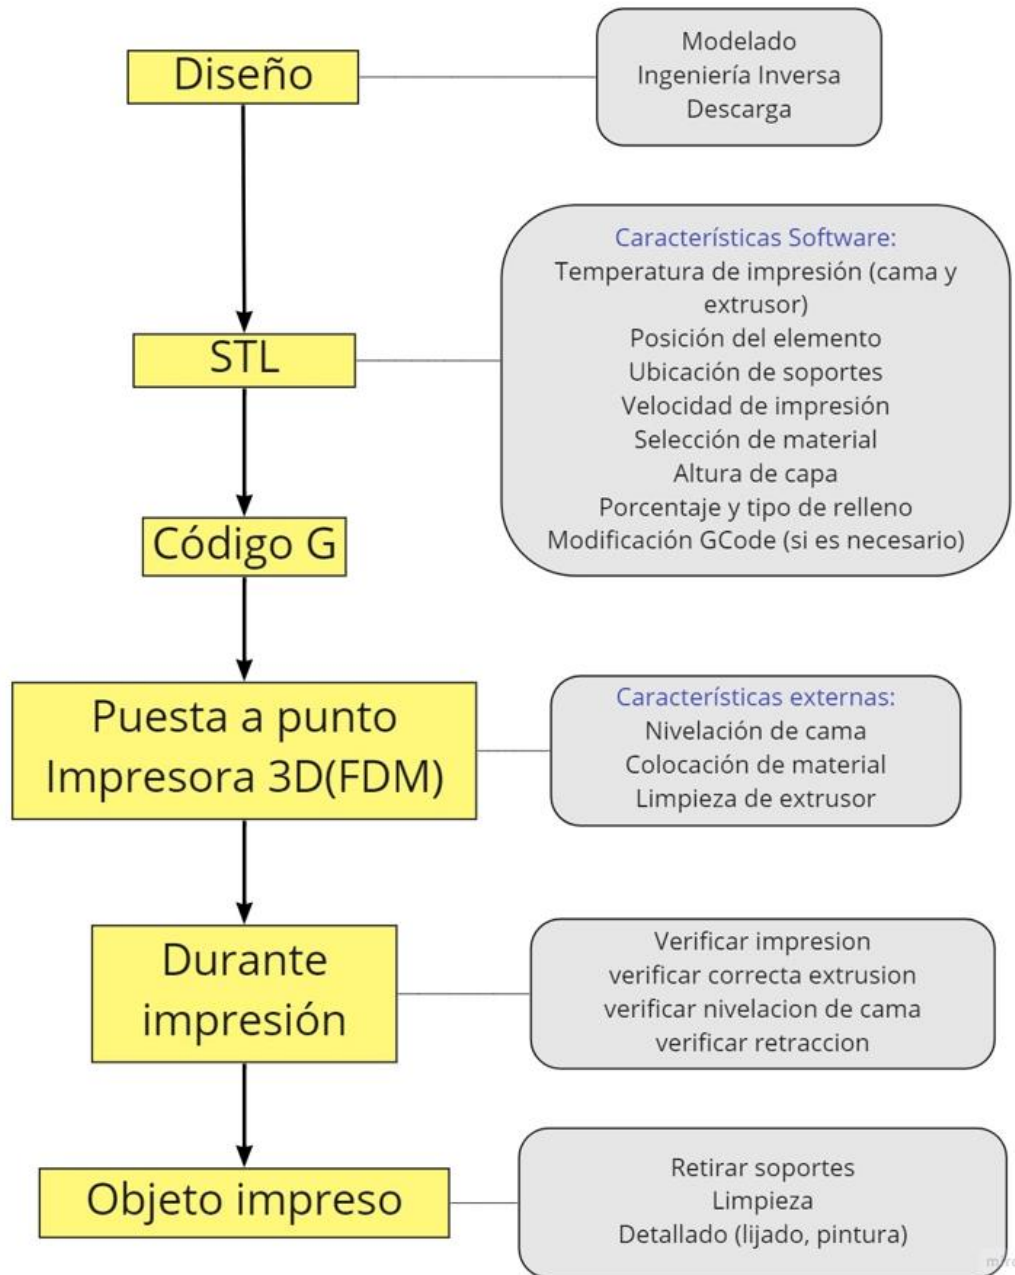 Diseño
Modelado
Ingeniería Inversa
Descarga
STL
Características Software:
Temperatura de impresión (cama y
extrusor)
Posición del elemento
Ubicación de soportes
Velocidad de impresión
Selección de material
Altura de capa
Porcentaje y tipo de relleno
Modificación GCode (si es necesario)
Código G
Puesta a punto
Impresora 3D(FDM)
Características externas:
Nivelación de cama
Colocación de material
Limpieza de extrusor
Durante
impresión
Verificar impresion
verificar correcta extrusion
verificar nivelacion de cama
verificar retraccion
Objeto impreso
Retirar soportes
Limpieza
Detallado (lijado, pintura)